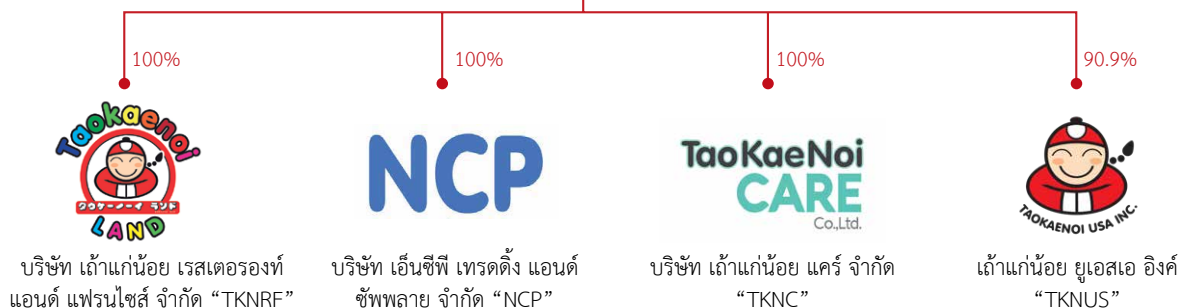 100%
100%
100%
90.9%
Taokaenoi
LAND
NCP
TaoKaeNoi
CARE
Co.,Ltd.
TAOKAENOI USA INC.
บริษัท เถ้าแก่น้อย เรสเตอรองท์
แอนด์ แฟรนไชส์ จำกัด “TKNRF”
บริษัท เอ็นซีพี เทรดดิ้ง แอนด์
ซัพพลาย จำกัด “NCP”
บริษัท เถ้าแก่น้อย แคร์ จำกัด
“TKNC”
เถ้าแก่น้อย ยูเอสเอ อิงค์
“TKNUS”